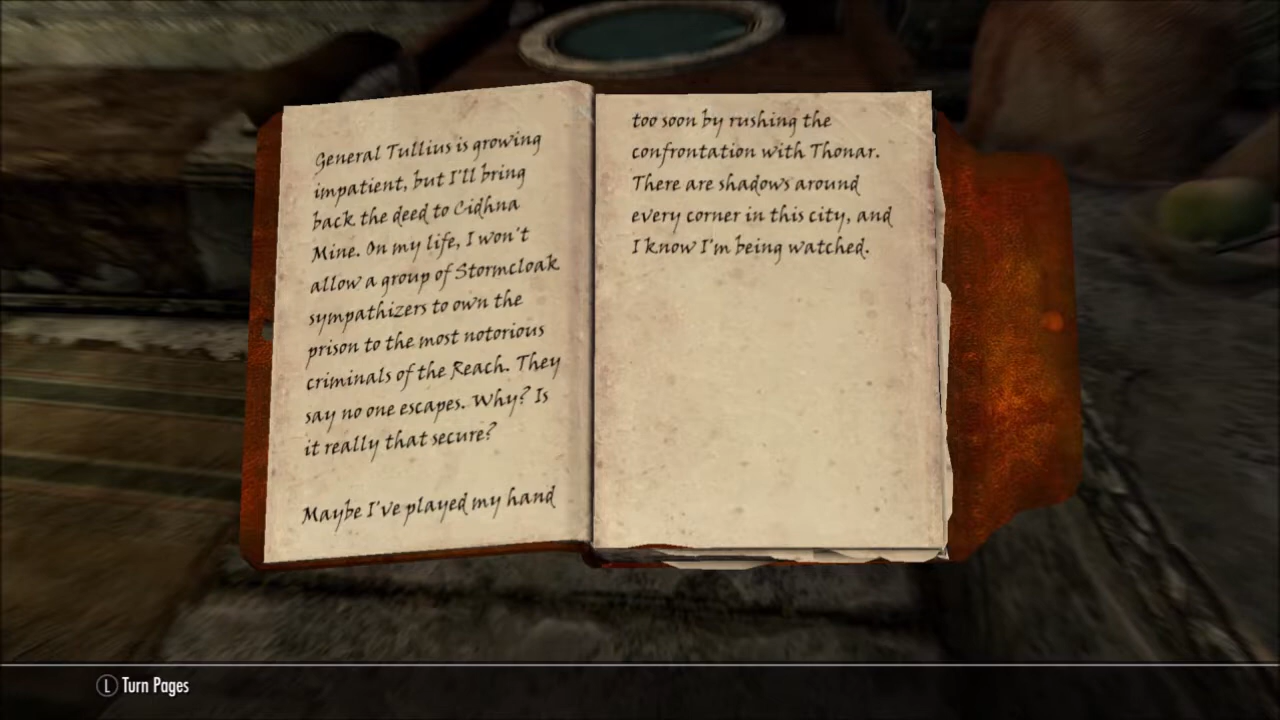 General Tullius is growing
impatient, but I'll bring
back the deed to Cidhna
Mine. On my life, I won't
allow a group of Stormcloak
sympathizers to own the
prison to the most notorious
criminals of the Reach. They
say no one escapes. Why? Is
it really that secure?
Maybe I've played my hand
too soon by rushing the
confrontation with Thonar.
There are shadows around
every corner in this city, and
I know I'm being watched.
L Turn Pages